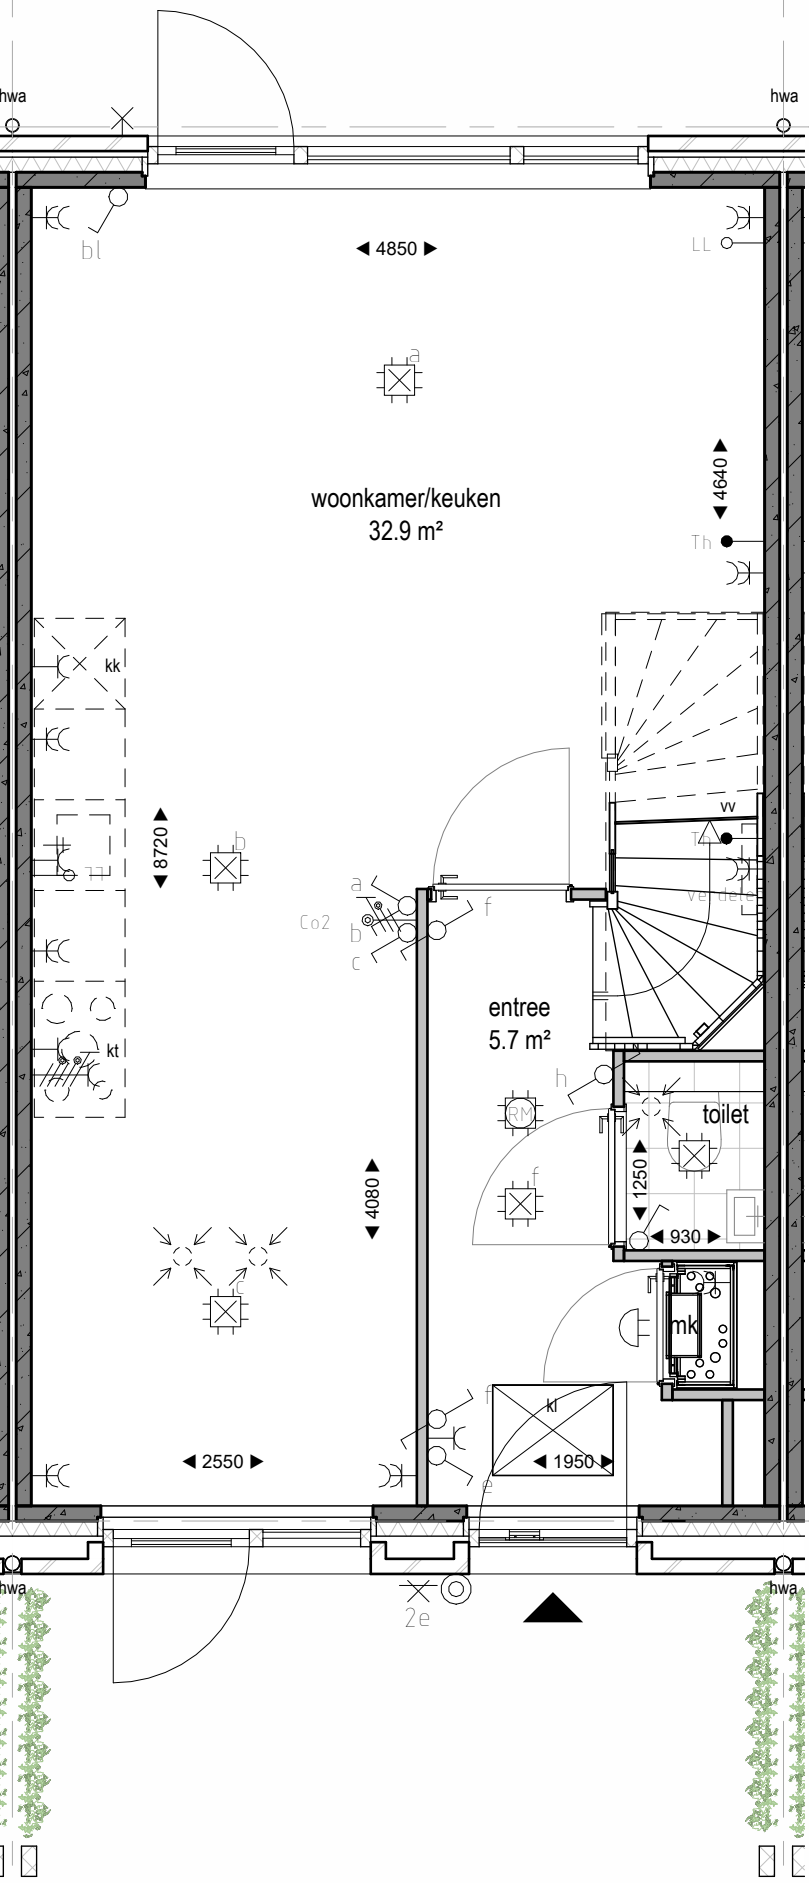 hwa
hwa
bl
4850
LL
a
4640
woonkamer/keuken
32.9 m²
Th
kk
vv
8720
b
Th
a
f
Co2
b
c
entree
5.7 m²
kt
h
RM
toilet
4080
1250
f
930
c
mk
f
kl
2550
1950
e
hwa
hwa
2e